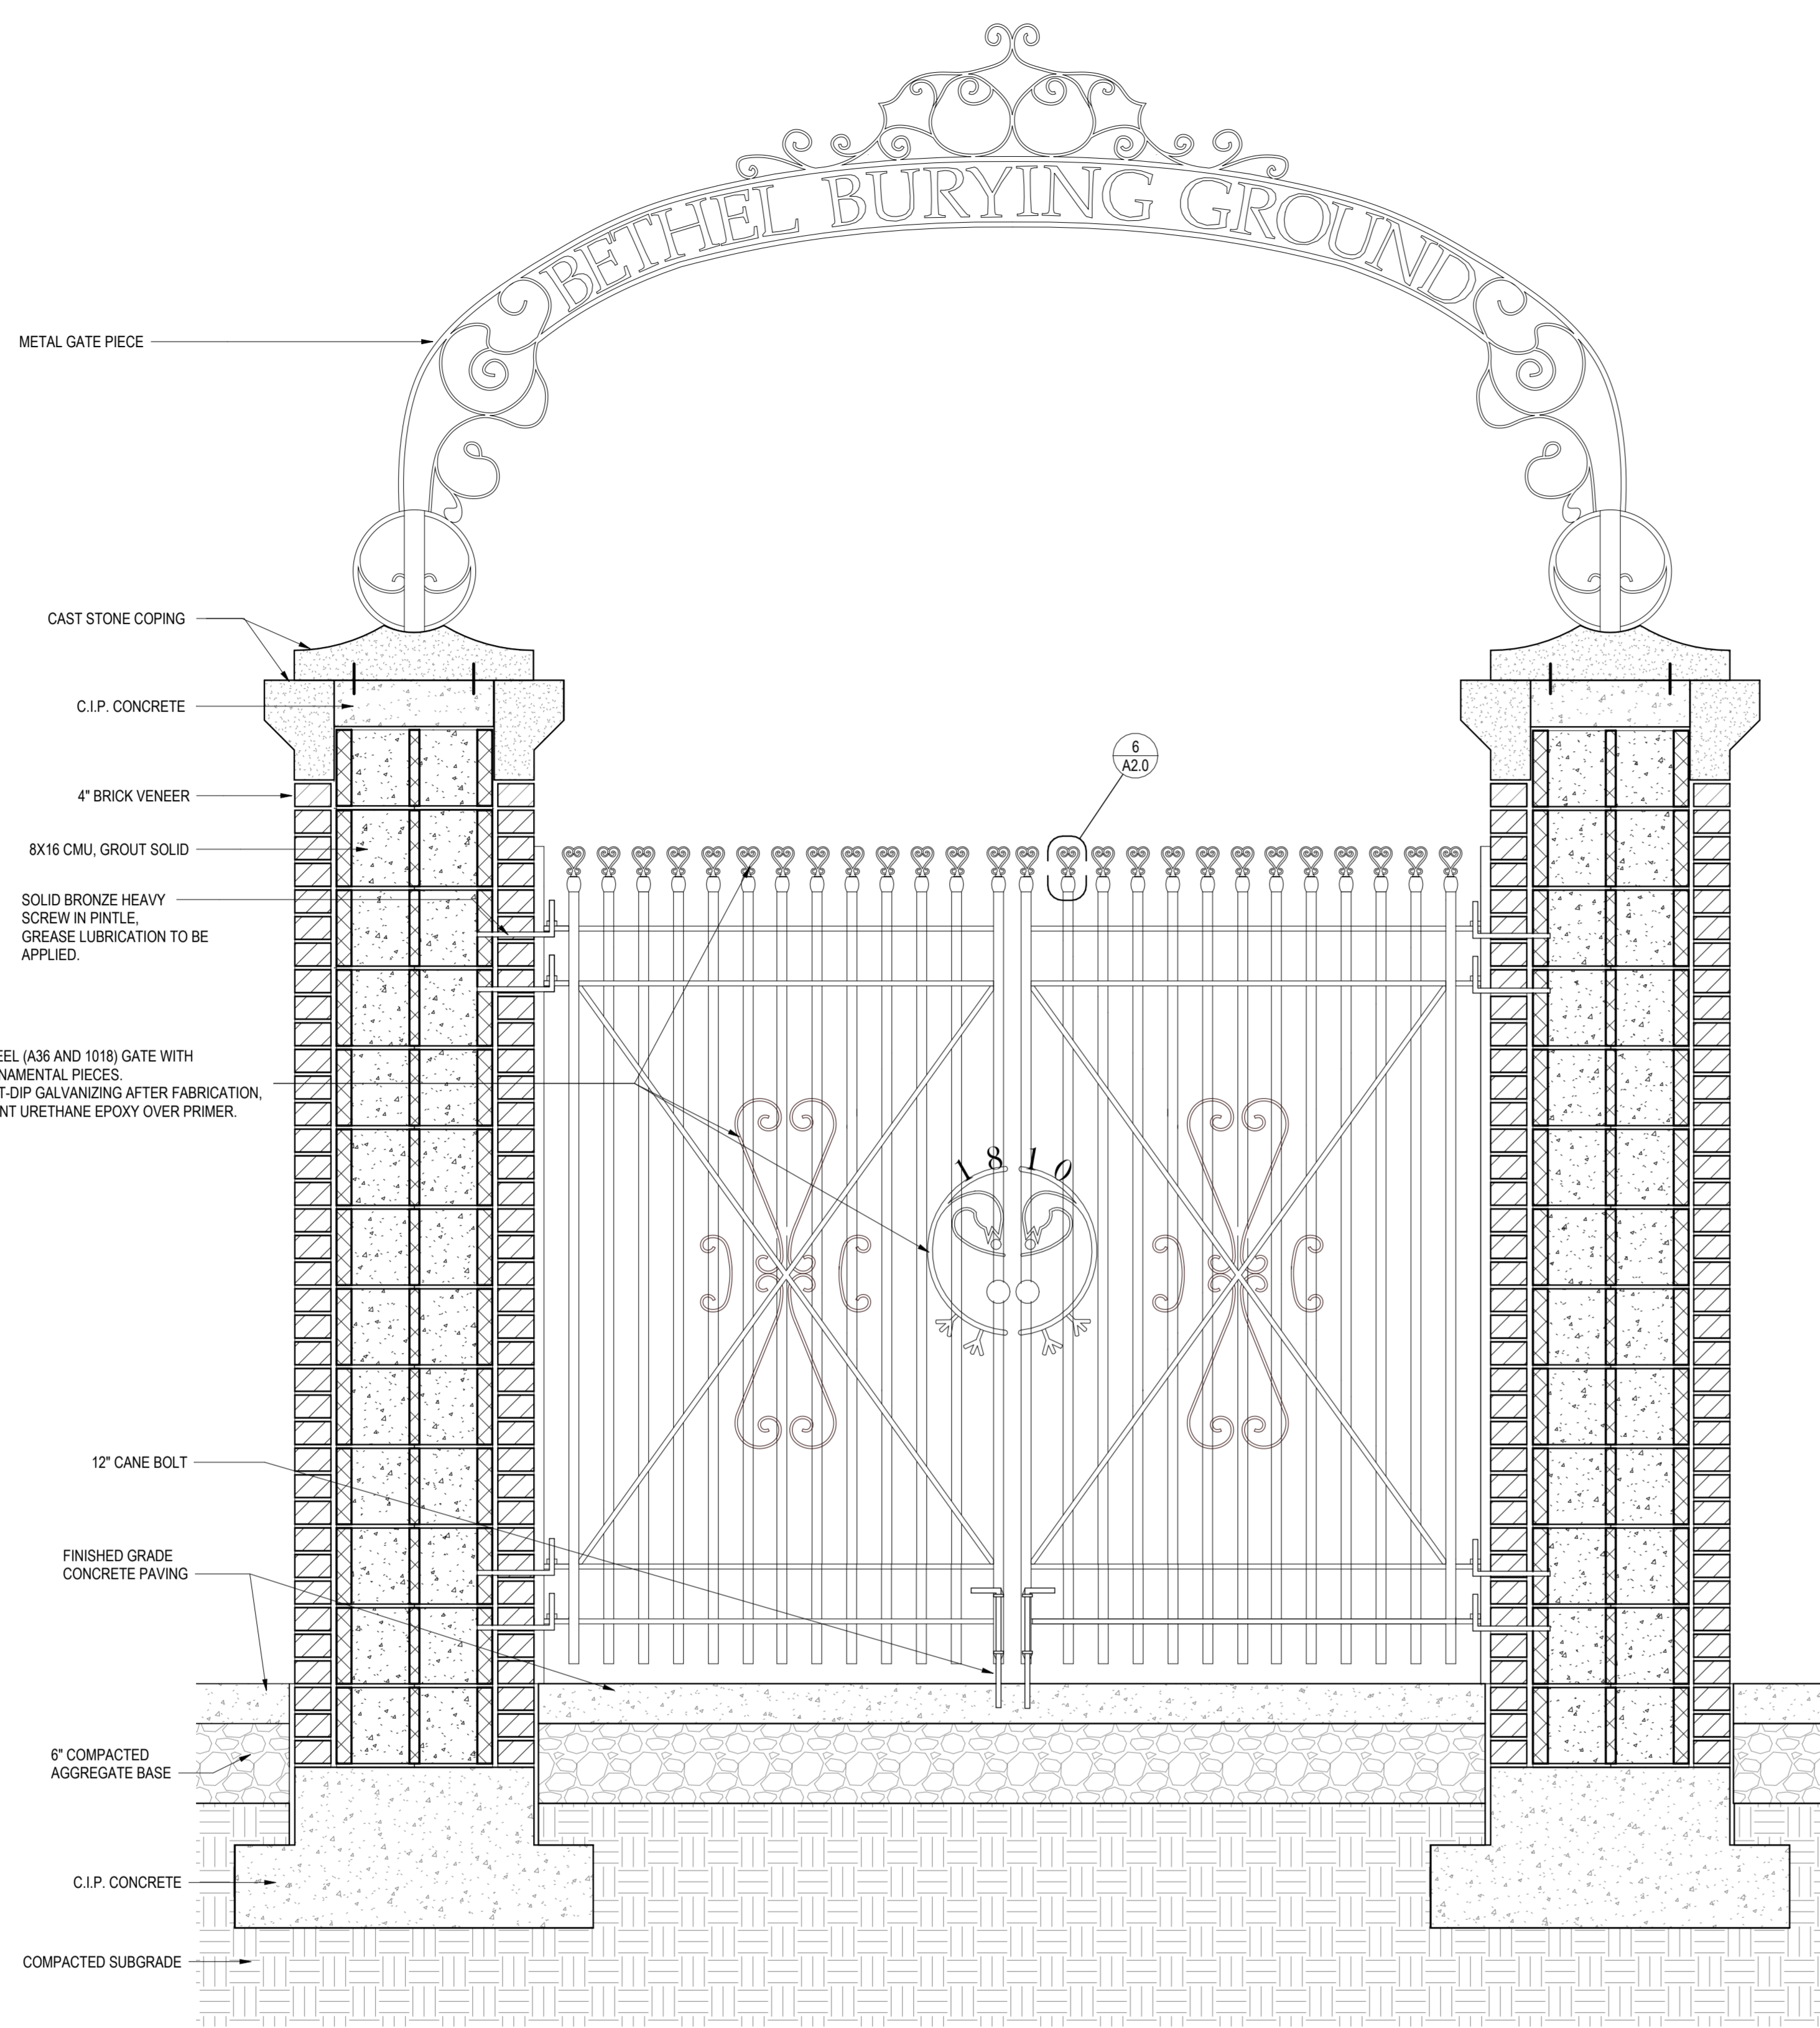 BETHEL BURYING GROUND
METAL GATE PIECE
CAST STONE COPING
C.I.P. CONCRETE
6
A2.0
4" BRICK VENEER
8X16 CMU, GROUT SOLID
SOLID BRONZE HEAVY
SCREW IN PINTLE,
GREASE LUBRICATION TO BE
APPLIED.
EEL (A36 AND 1018) GATE WITH
NAMENTAL PIECES.
T-DIP GALVANIZING AFTER FABRICATION,
NT URETHANE EPOXY OVER PRIMER.
1810
12" CANE BOLT
FINISHED GRADE
CONCRETE PAVING
6" COMPACTED
AGGREGATE BASE
C.I.P. CONCRETE
COMPACTED SUBGRADE